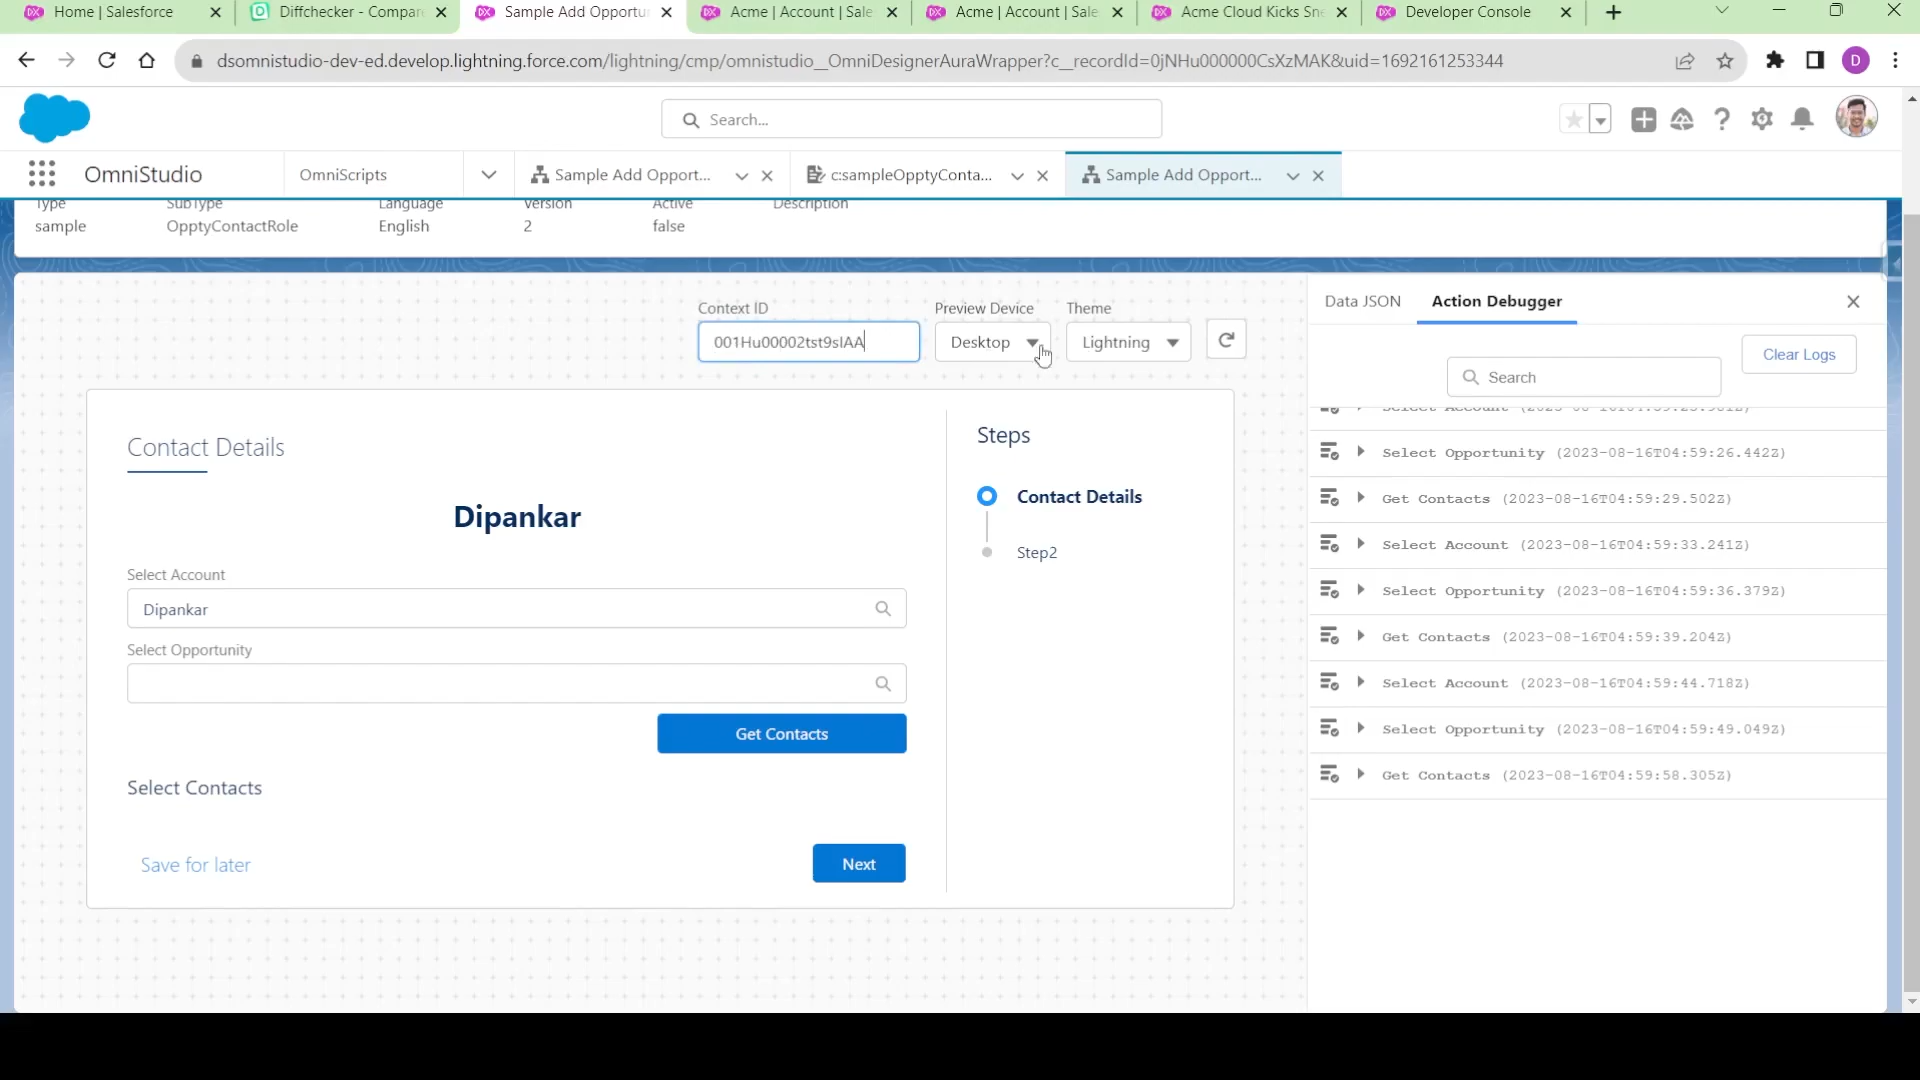 Home | Salesforce
Diffchecker - Compar
Sample Add Opportu
Acme | Account | Sale
Acme | Account | Sale
Acme Cloud Kicks Sne
Developer Console
dsomnistudio-dev-ed.develop.lightning.force.com/lightning/cmp/omnistudio__OmniDesignerAuraWrapper?c__recordId=0jNHu000000CsXzMAK&uid=1692161253344
D
Search...
OmniStudio
OmniScripts
Sample Add Opport...
c:sampleOpptyConta...
Sample Add Opport...
Type
SubType
Language
Version
Active
Description
sample
OpptyContactRole
English
2
false
Context ID
Preview Device
Theme
001Hu00002tst9sIAA
Desktop
Lightning
Data JSON
Action Debugger
Clear Logs
Search
Contact Details
Dipankar
Select Account
Dipankar
Select Opportunity
Get Contacts
Select Contacts
Save for later
Next
Steps
Contact Details
Step2
Select Opportunity (2023-08-16T04:59:26.442Z)
Get Contacts (2023-08-16T04:59:29.502Z)
Select Account (2023-08-16T04:59:33.241Z)
Select Opportunity (2023-08-16T04:59:36.379Z)
Get Contacts (2023-08-16T04:59:39.204Z)
Select Account (2023-08-16T04:59:44.718Z)
Select Opportunity (2023-08-16T04:59:49.049Z)
Get Contacts (2023-08-16T04:59:58.305Z)